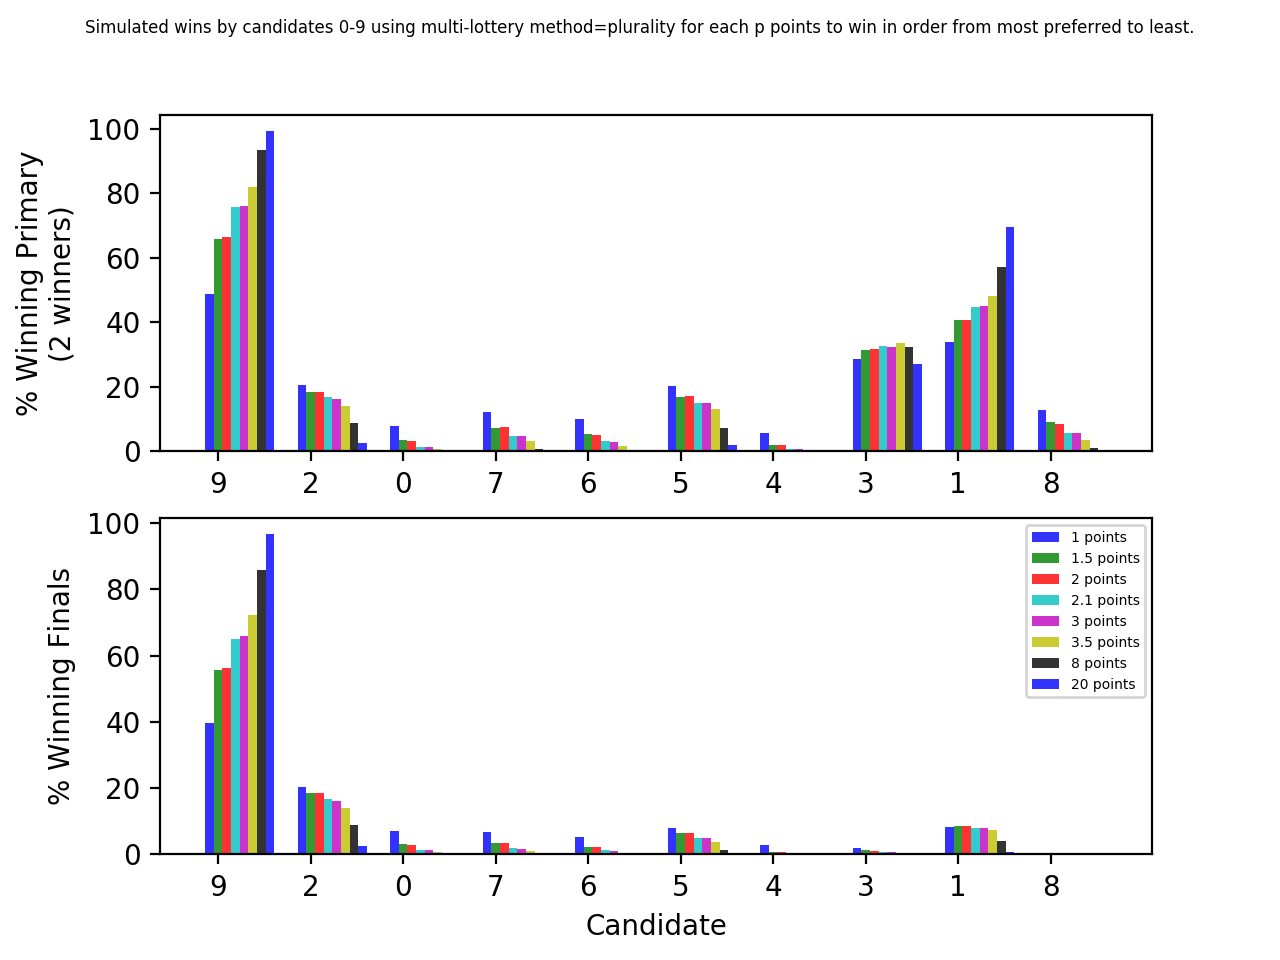 Simulated wins by candidates 0-9 using multi-lottery method=plurality for each p points to win in order from most preferred to least.
% Winning Primary
(2 winners)
100
80
60
40
20
0
9 2 0 7 6 5 4 3 1 8
% Winning Finals
100
80
60
40
20
0
1 points
1.5 points
2 points
2.1 points
3 points
3.5 points
8 points
20 points
9 2 0 7 6 5 4 3 1 8
Candidate